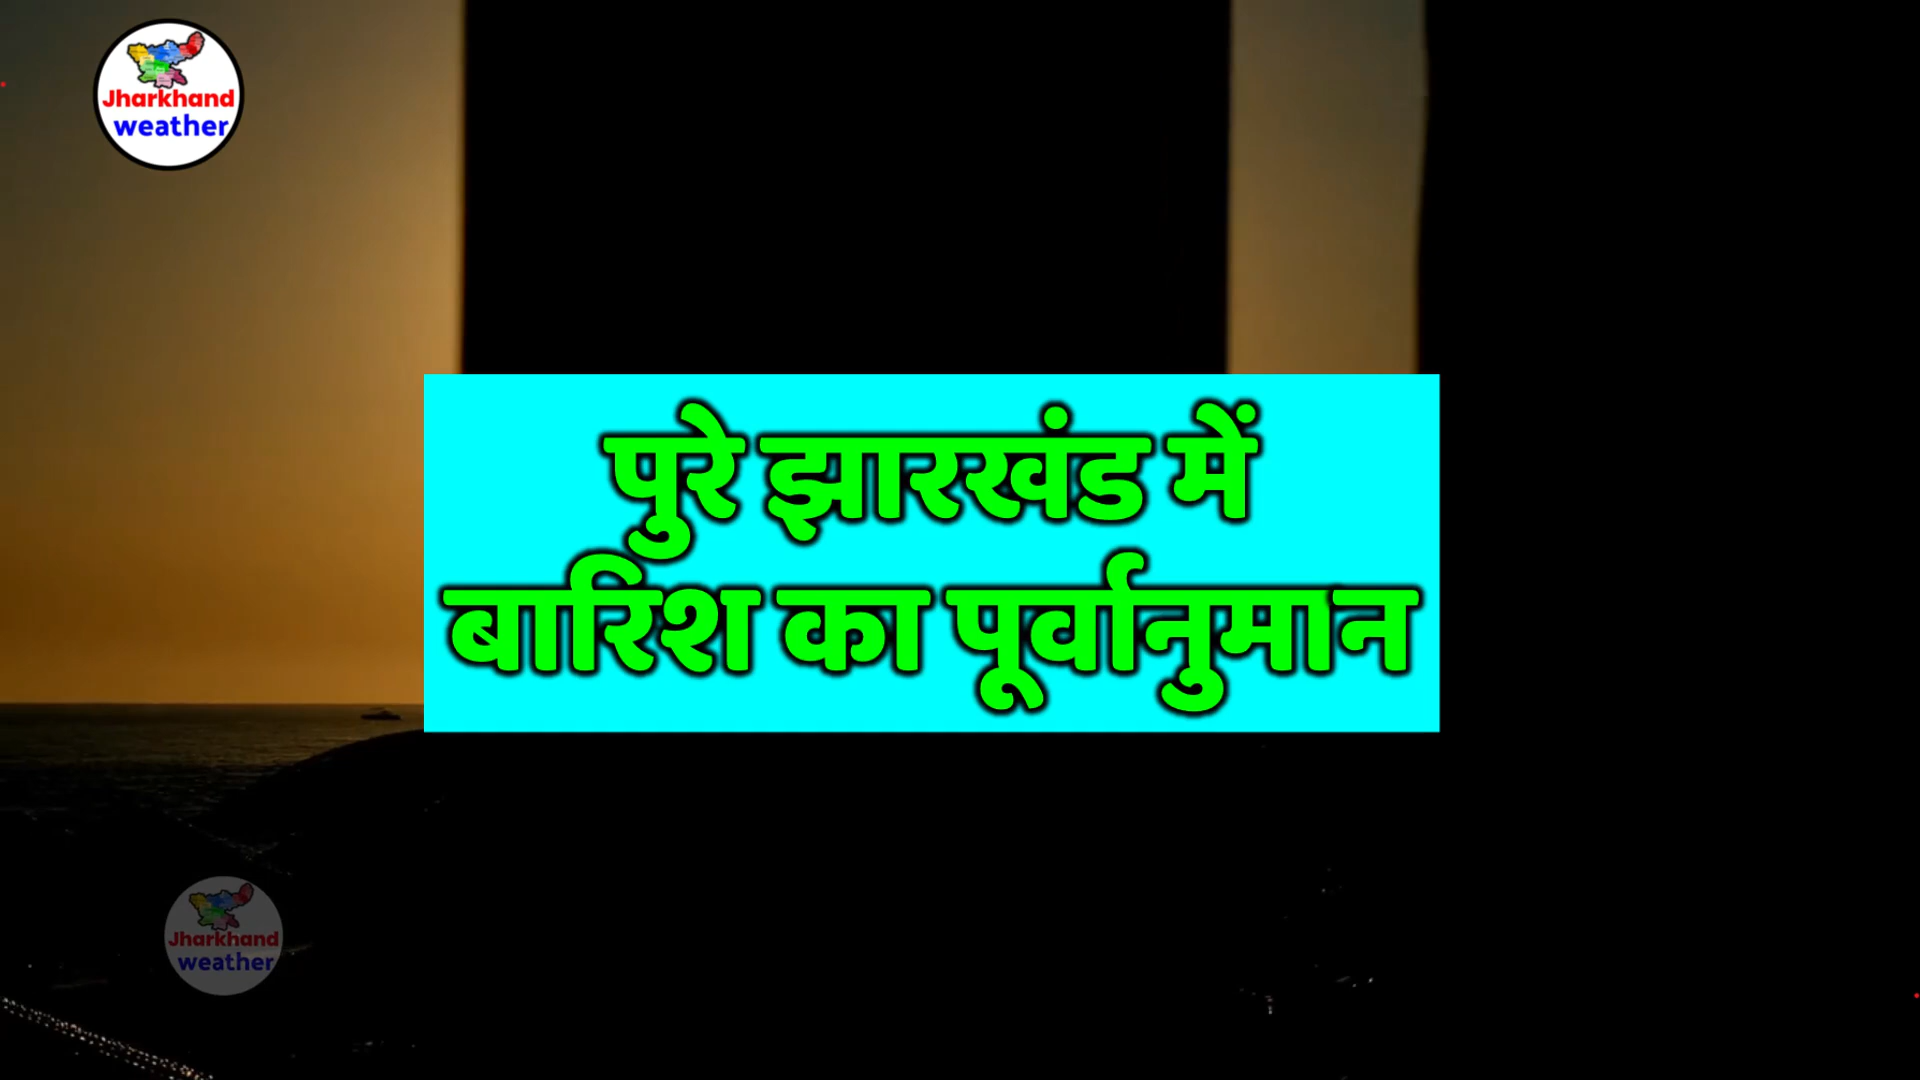 Jharkhand
weather
पुरे झारखंड में
बारिश का पूर्वानुमान
Jharkhand
weather